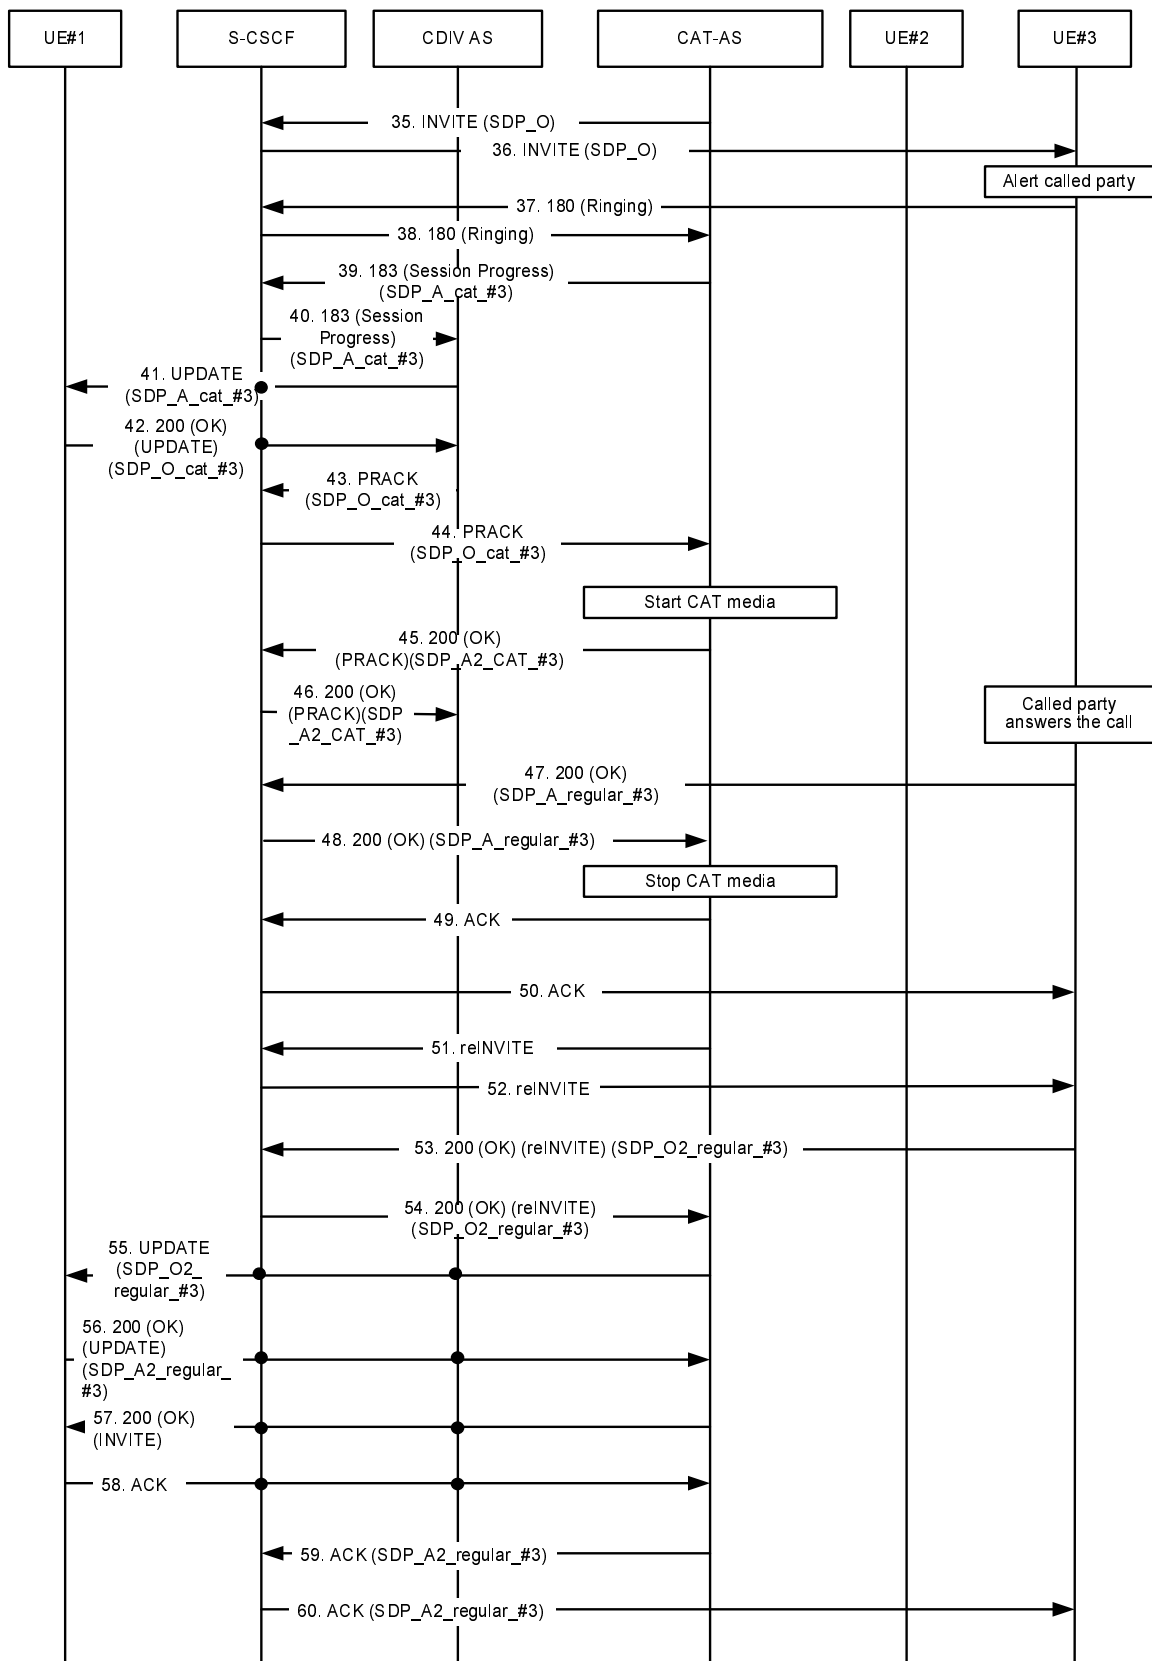 UE#1
S-CSCF
CDIV AS
CAT-AS
UE#2
UE#3
35. INVITE (SDP_O)
36. INVITE (SDP_O)
Alert called party
37. 180 (Ringing)
38. 180 (Ringing)
39. 183 (Session Progress)
(SDP_A_cat_#3)
40. 183 (Session
Progress)
(SDP_A_cat_#3)
41. UPDATE
(SDP_A_cat_#3)
42. 200 (OK)
(UPDATE)
(SDP_O_cat_#3)
43. PRACK
(SDP_O_cat_#3)
44. PRACK
(SDP_O_cat_#3)
Start CAT media
45. 200 (OK)
(PRACK)(SDP_A2_CAT_#3)
46. 200 (OK)
(PRACK)(SDP
_A2_CAT_#3)
Called party
answers the call
47. 200 (OK)
(SDP_A_regular_#3)
48. 200 (OK) (SDP_A_regular_#3)
Stop CAT media
49. ACK
50. ACK
51. reINVITE
52. reINVITE
53. 200 (OK) (reINVITE) (SDP_O2_regular_#3)
54. 200 (OK) (reINVITE)
(SDP_O2_regular_#3)
55. UPDATE
(SDP_O2_
regular_#3)
56. 200 (OK)
(UPDATE)
(SDP_A2_regular_
#3)
57. 200 (OK)
(INVITE)
58. ACK
59. ACK (SDP_A2_regular_#3)
60. ACK (SDP_A2_regular_#3)